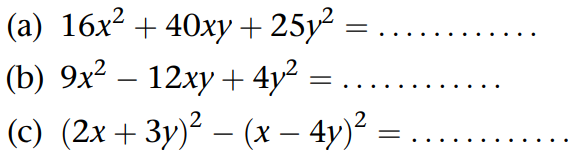 (a) 16x² + 40xy + 25y² = ............
(b) 9x² − 12xy + 4y² = ............
(c) (2x + 3y)² − (x − 4y)² = ............